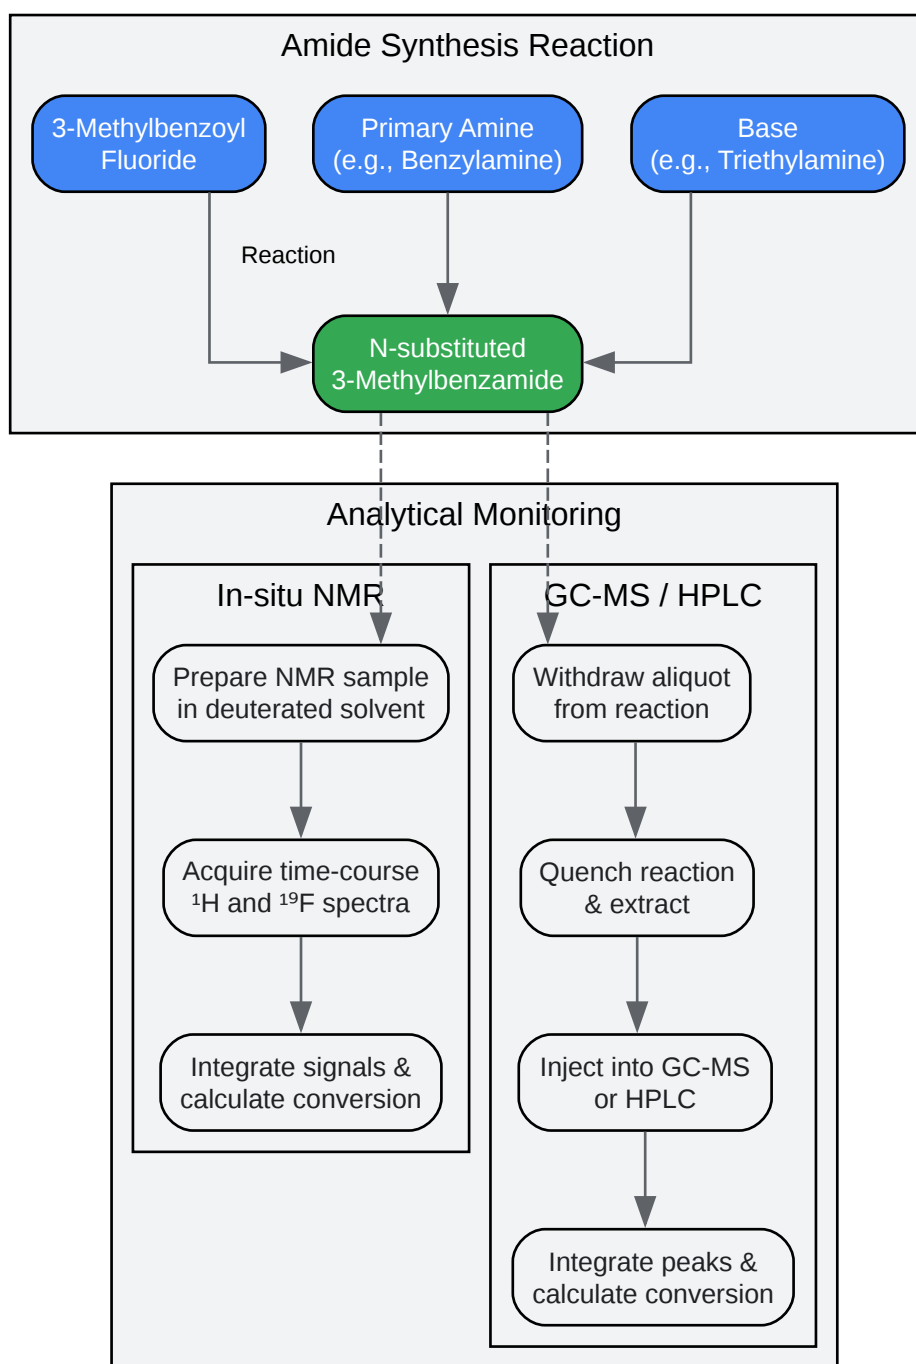 Amide Synthesis Reaction
3-Methylbenzoyl
Fluoride
Primary Amine
(e.g., Benzylamine)
Base
(e.g., Triethylamine)
Reaction
N-substituted
3-Methylbenzamide
Analytical Monitoring
In-situ NMR
Prepare NMR sample
in deuterated solvent
Acquire time-course
¹H and ¹⁹F spectra
Integrate signals &
calculate conversion
GC-MS / HPLC
Withdraw aliquot
from reaction
Quench reaction
& extract
Inject into GC-MS
or HPLC
Integrate peaks &
calculate conversion